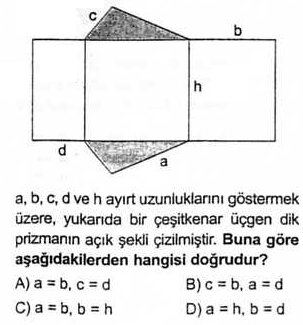 c
b
h
d
a
a, b, c, d ve h ayırt uzunluklarını göstermek
üzere, yukarıda bir çeşitkenar üçgen dik
prizmanın açık şekli çizilmiştir. Buna göre
aşağıdakilerden hangisi doğrudur?
A) a = b, c = d B) c = b, a = d
C) a = b, b = h D) a = h, b = d